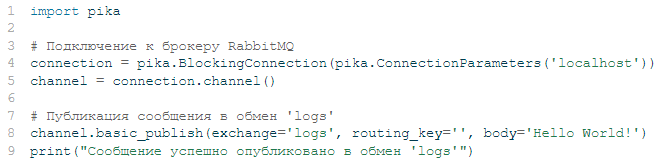 1 import pika
2
3 # Подключение к брокеру RabbitMQ
4 connection = pika.BlockingConnection(pika.ConnectionParameters('localhost'))
5 channel = connection.channel()
6
7 # Публикация сообщения в обмен 'logs'
8 channel.basic_publish(exchange='logs', routing_key='', body='Hello World!')
9 print("Сообщение успешно опубликовано в обмен 'logs'")